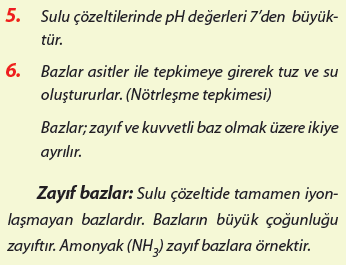 5. Sulu çözeltilerinde pH değerleri 7'den büyük-
tür.
6. Bazlar asitler ile tepkimeye girerek tuz ve su
oluştururlar. (Nötrleşme tepkimesi)
Bazlar; zayıf ve kuvvetli baz olmak üzere ikiye
ayrılır.
Zayıf bazlar: Sulu çözeltide tamamen iyon-
laşmayan bazlardır. Bazların büyük çoğunluğu
zayıftır. Amonyak (NH₃) zayıf bazlara örnektir.